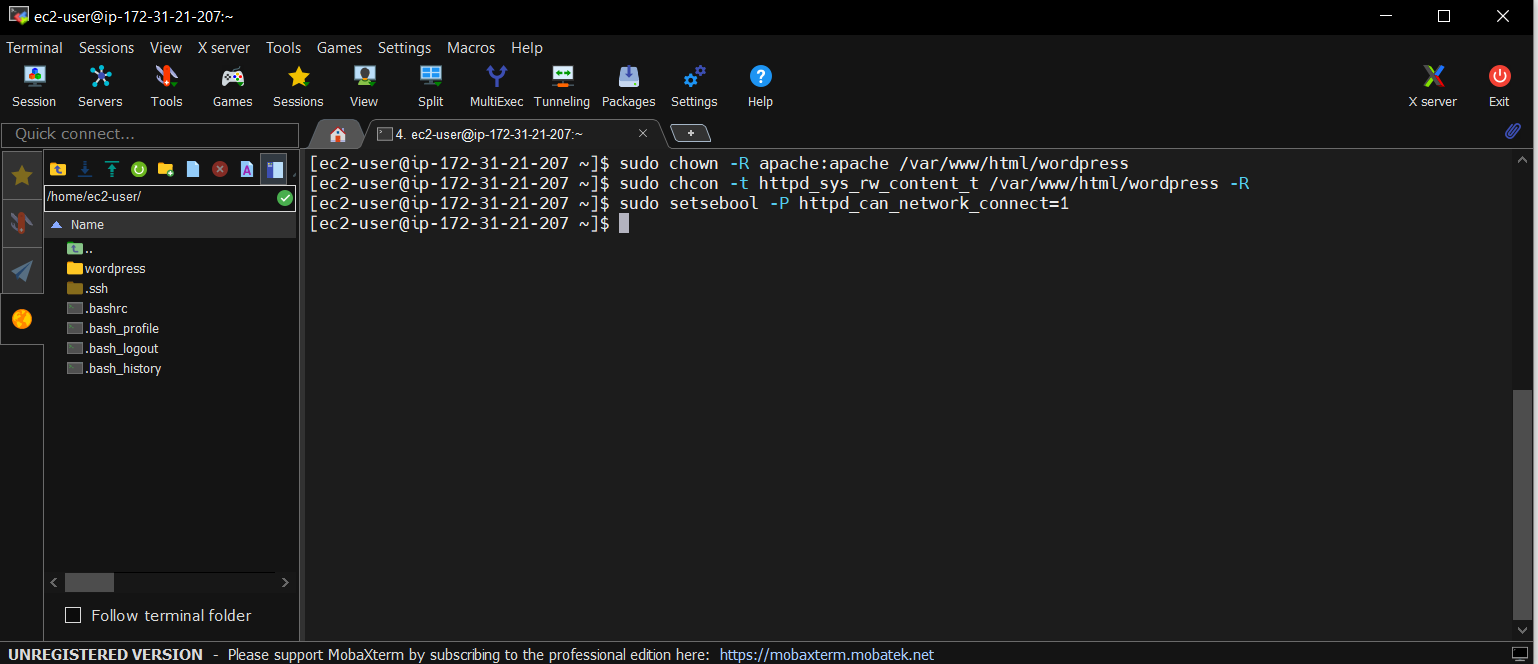 ec2-user@ip-172-31-21-207:~
Terminal Sessions View X server Tools Games Settings Macros Help
Session Servers Tools Games Sessions View Split MultiExec Tunneling Packages Settings Help X server Exit
Quick connect...
4. ec2-user@ip-172-31-21-207:~
/home/ec2-user/
Name
..
wordpress
.ssh
.bashrc
.bash_profile
.bash_logout
.bash_history
Follow terminal folder
[ec2-user@ip-172-31-21-207 ~]$ sudo chown -R apache:apache /var/www/html/wordpress
[ec2-user@ip-172-31-21-207 ~]$ sudo chcon -t httpd_sys_rw_content_t /var/www/html/wordpress -R
[ec2-user@ip-172-31-21-207 ~]$ sudo setsebool -P httpd_can_network_connect=1
[ec2-user@ip-172-31-21-207 ~]$
UNREGISTERED VERSION - Please support MobaXterm by subscribing to the professional edition here: https://mobaxterm.mobatek.net